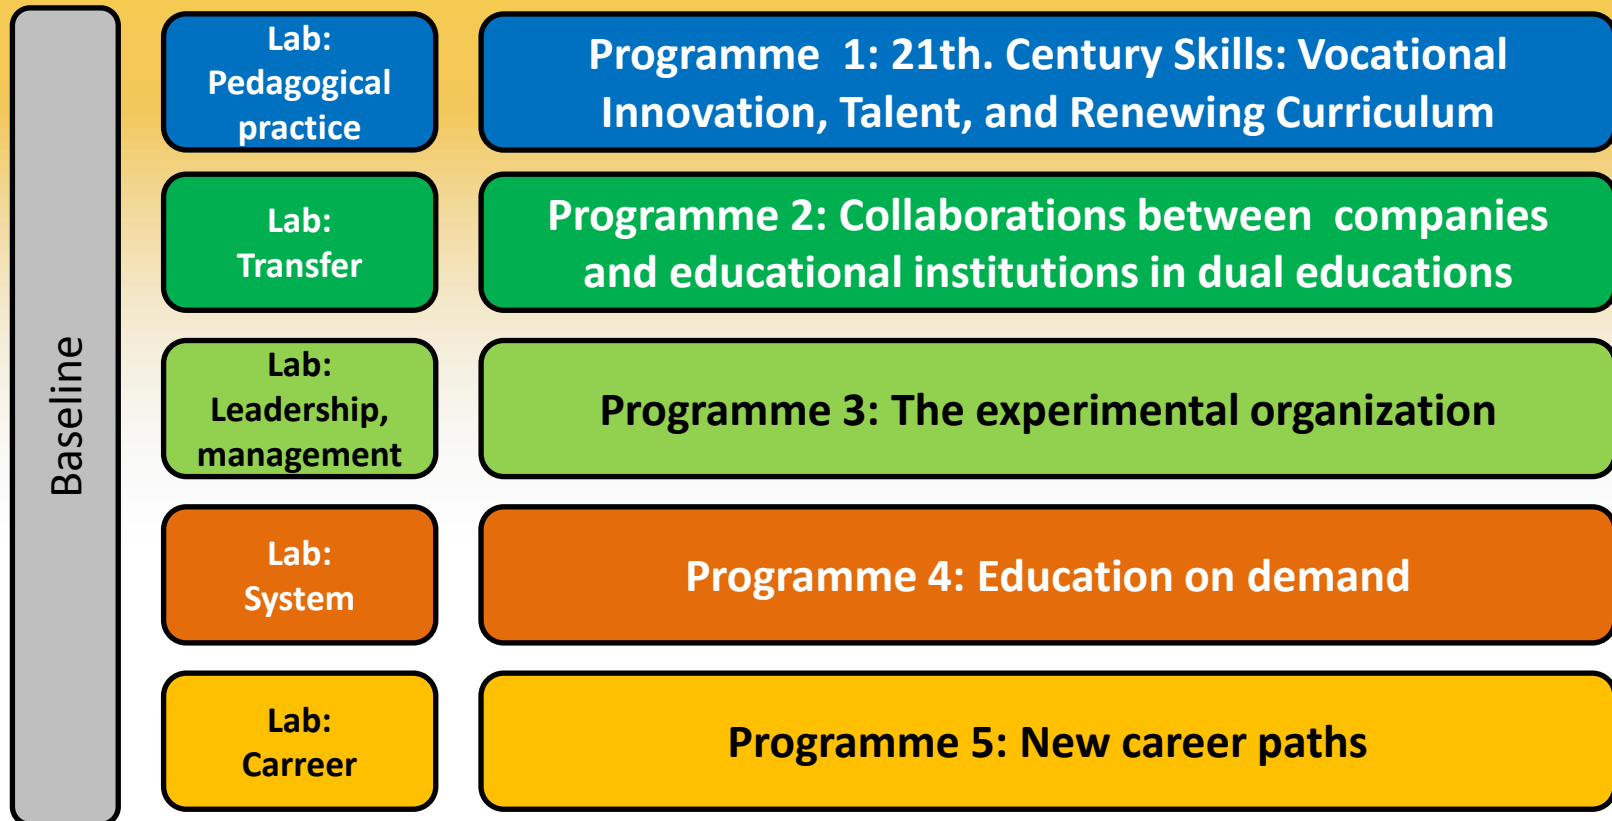 Baseline
Lab:
Pedagogical
practice
Programme 1: 21th. Century Skills: Vocational
Innovation, Talent, and Renewing Curriculum
Lab:
Transfer
Programme 2: Collaborations between companies
and educational institutions in dual educations
Lab:
Leadership,
management
Programme 3: The experimental organization
Lab:
System
Programme 4: Education on demand
Lab:
Carreer
Programme 5: New career paths